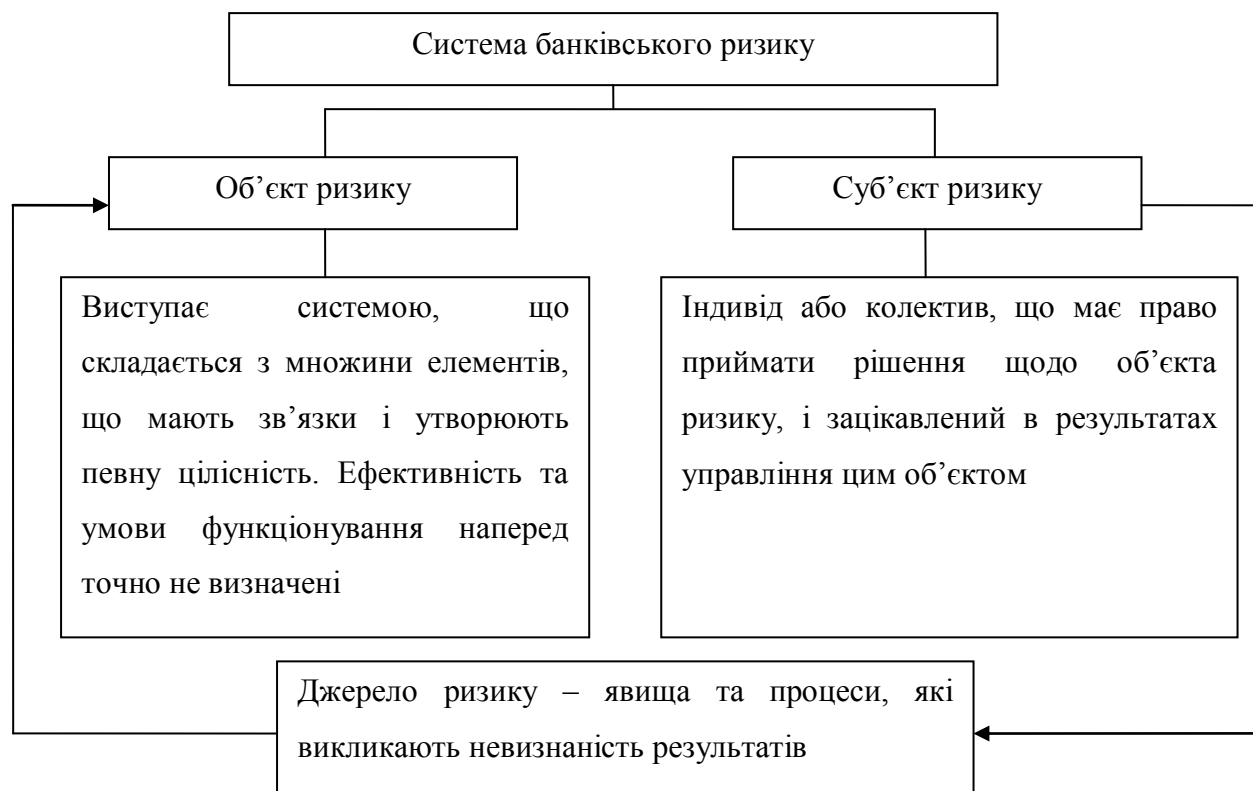 Система банківського ризику
Об’єкт ризику
Суб’єкт ризику
Виступає системою, що
складається з множини елементів,
що мають зв’язки і утворюють
певну цілісність. Ефективність та
умови функціонування наперед
точно не визначені
Індивід або колектив, що має право
приймати рішення щодо об’єкта
ризику, і зацікавлений в результатах
управління цим об’єктом
Джерело ризику – явища та процеси, які
викликають невизнаність результатів